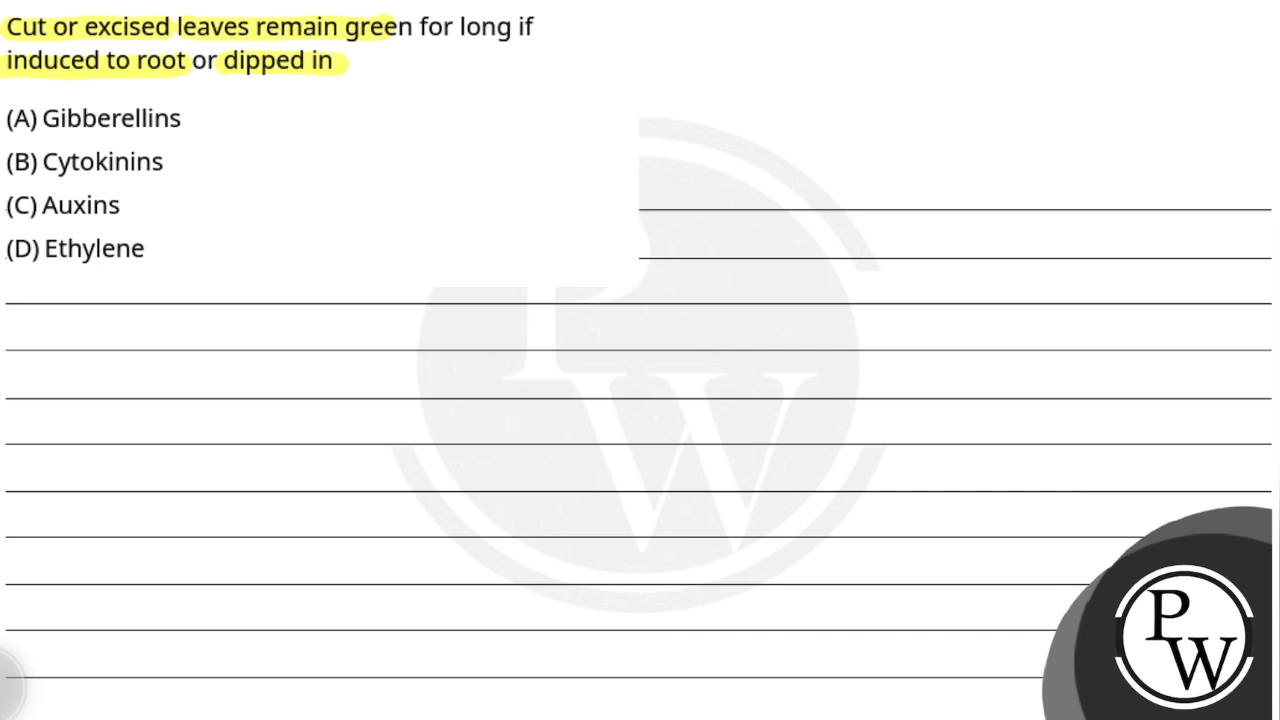 Cut or excised leaves remain green for long if
induced to root or dipped in
(A) Gibberellins
(B) Cytokinins
(C) Auxins
(D) Ethylene
PW
PW